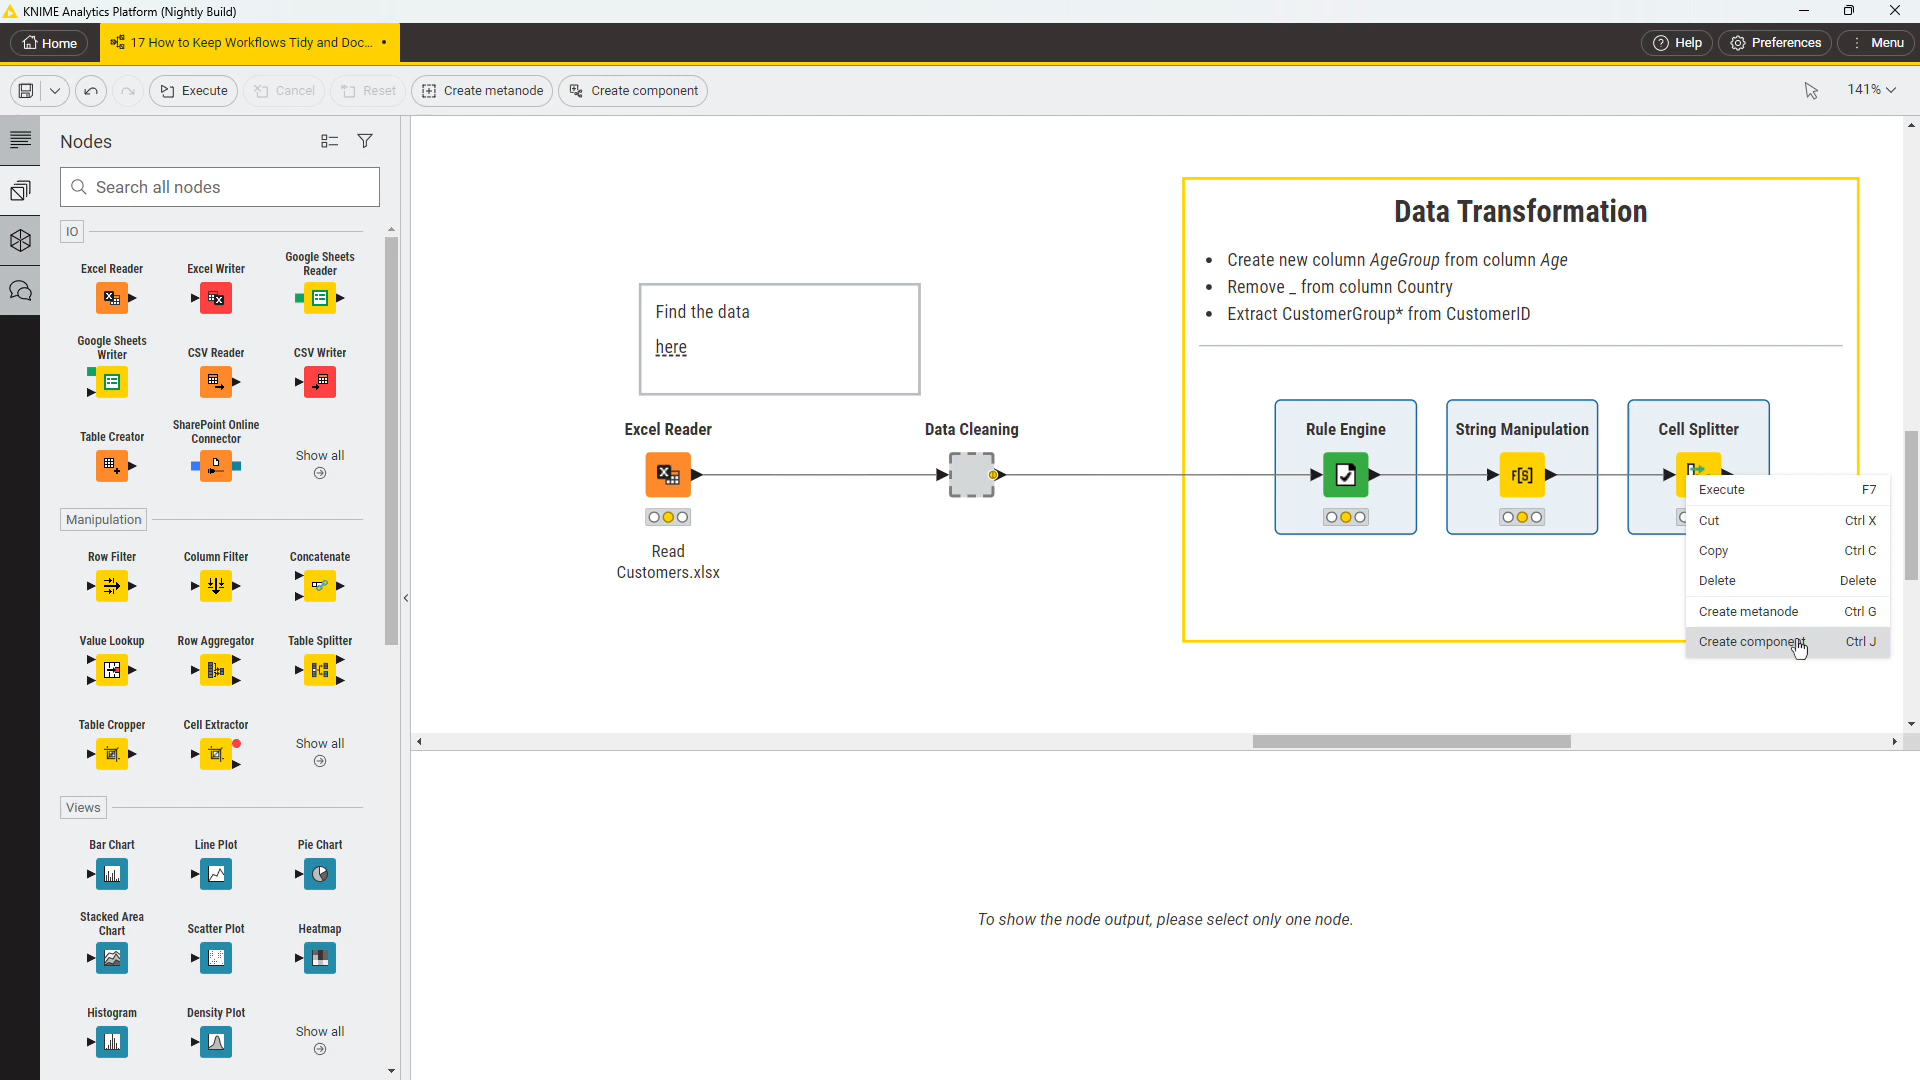 KNIME Analytics Platform (Nightly Build)
Home
17 How to Keep Workflows Tidy and Doc... •
Help
Preferences
Menu
Execute
Cancel
Reset
Create metanode
Create component
141%
Nodes
Search all nodes
IO
Excel Reader
Excel Writer
Google Sheets
Reader
Google Sheets
Writer
CSV Reader
CSV Writer
Table Creator
SharePoint Online
Connector
Show all
Manipulation
Row Filter
Column Filter
Concatenate
Value Lookup
Row Aggregator
Table Splitter
Table Cropper
Cell Extractor
Show all
Views
Bar Chart
Line Plot
Pie Chart
Stacked Area
Chart
Scatter Plot
Heatmap
Histogram
Density Plot
Show all
Find the data
here
Excel Reader
Read
Customers.xlsx
Data Cleaning
Data Transformation
• Create new column AgeGroup from column Age
• Remove _ from column Country
• Extract CustomerGroup* from CustomerID
Rule Engine
String Manipulation
F[S]
Cell Splitter
Execute F7
Cut Ctrl X
Copy Ctrl C
Delete Delete
Create metanode Ctrl G
Create component Ctrl J
To show the node output, please select only one node.